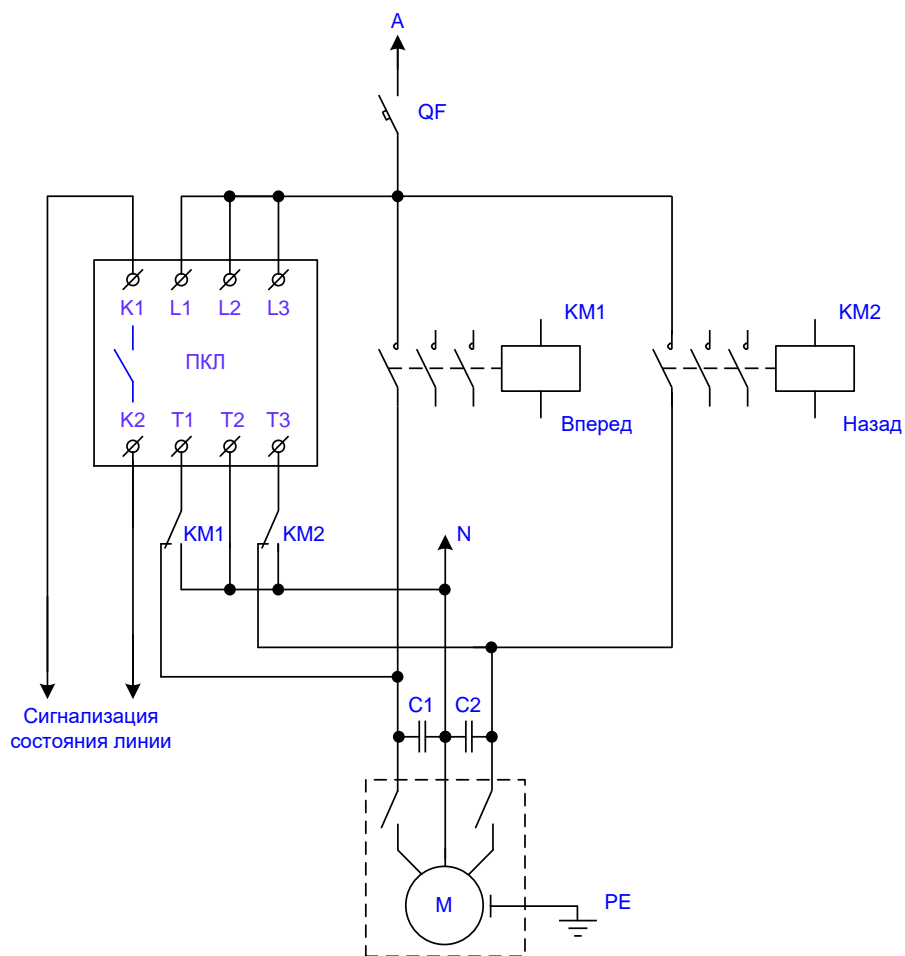 A
QF
K1 L1 L2 L3
ПКЛ
K2 T1 T2 T3
KM1
Вперед
KM2
Назад
KM1
KM2
N
C1
C2
Сигнализация
состояния линии
M
PE